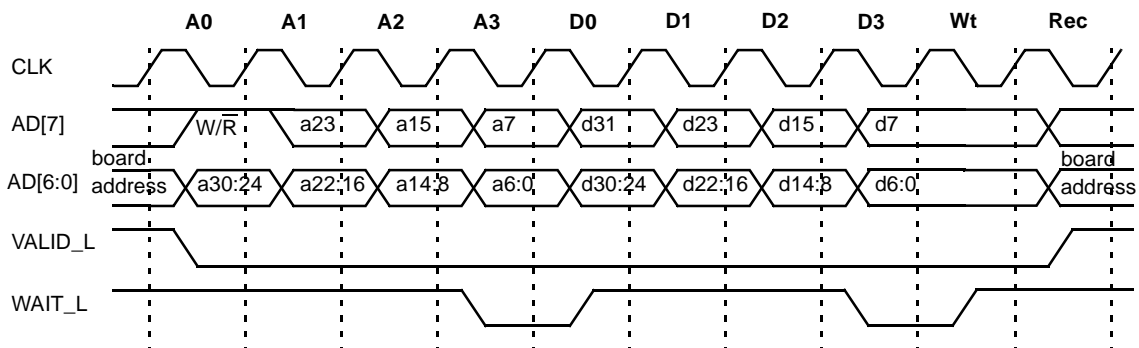 A0 A1 A2 A3 D0 D1 D2 D3 Wt Rec
CLK
AD[7] W/R̅ a23 a15 a7 d31 d23 d15 d7
board board
AD[6:0] address a30:24 a22:16 a14:8 a6:0 d30:24 d22:16 d14:8 d6:0 address
VALID_L
WAIT_L